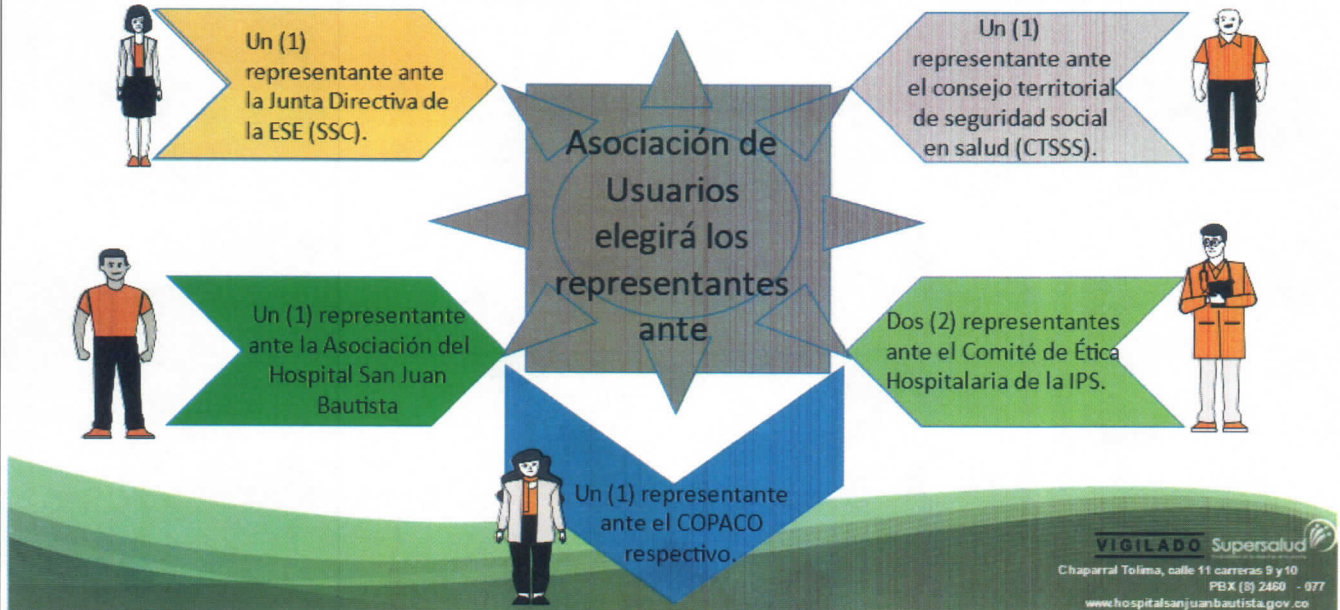 Un (1)
representante ante
la Junta Directiva de
la ESE (SSC).
Asociación de
Usuarios
elegirá los
representantes
ante
Un (1)
representante ante
el consejo territorial
de seguridad social
en salud (CTSSS).
Un (1) representante
ante la Asociación del
Hospital San Juan
Bautista
Dos (2) representantes
ante el Comité de Ética
Hospitalaria de la IPS.
Un (1) representante
ante el COPACO
respectivo.
VIGILADO Supersalud
Chaparral Tolima, calle 11 carreras 9 y 10
PBX (8) 2460 - 077
www.hospitalsanjuanbautista.gov.co